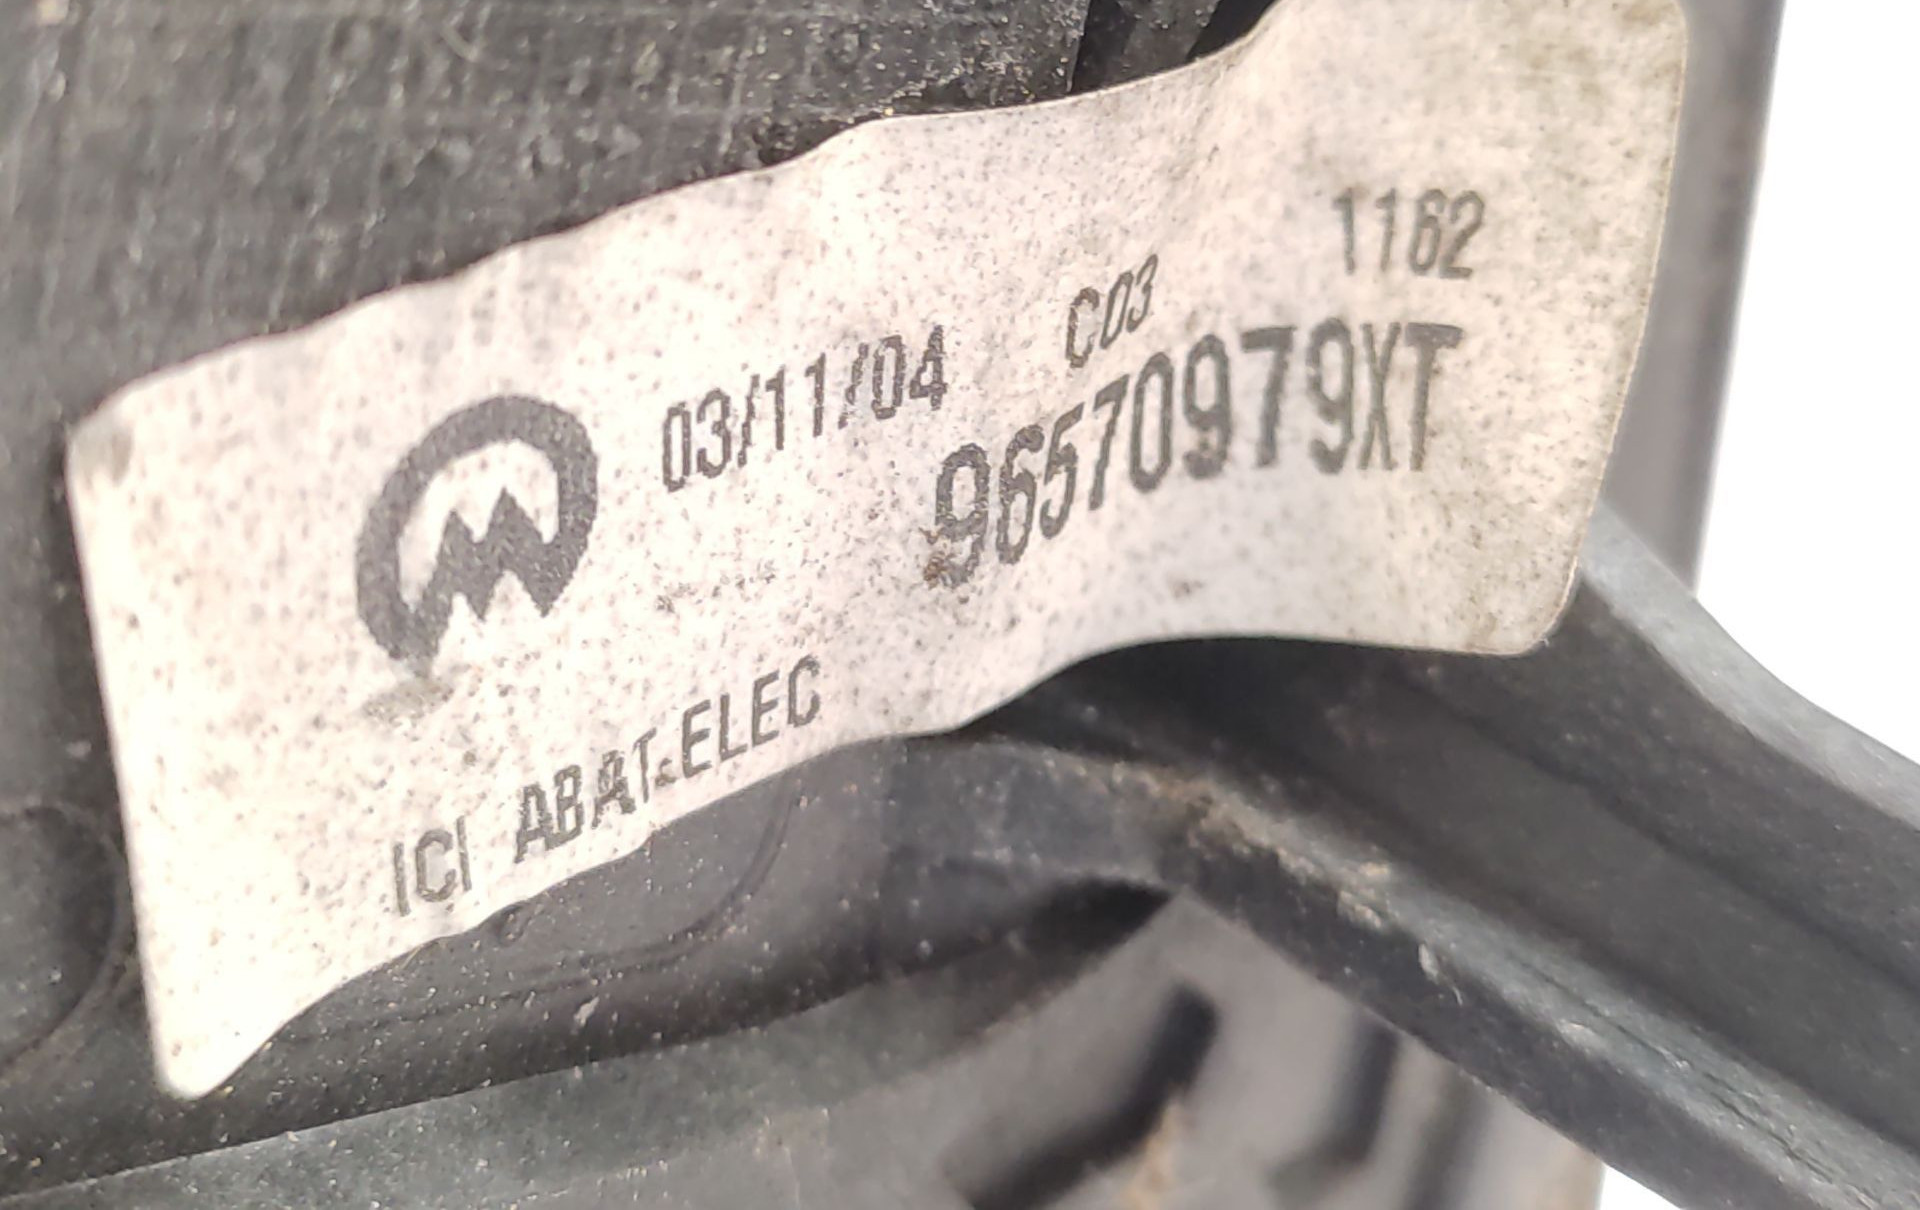 1162
03/11/04 C03
96570979XT
ICI ABAT-ELEC